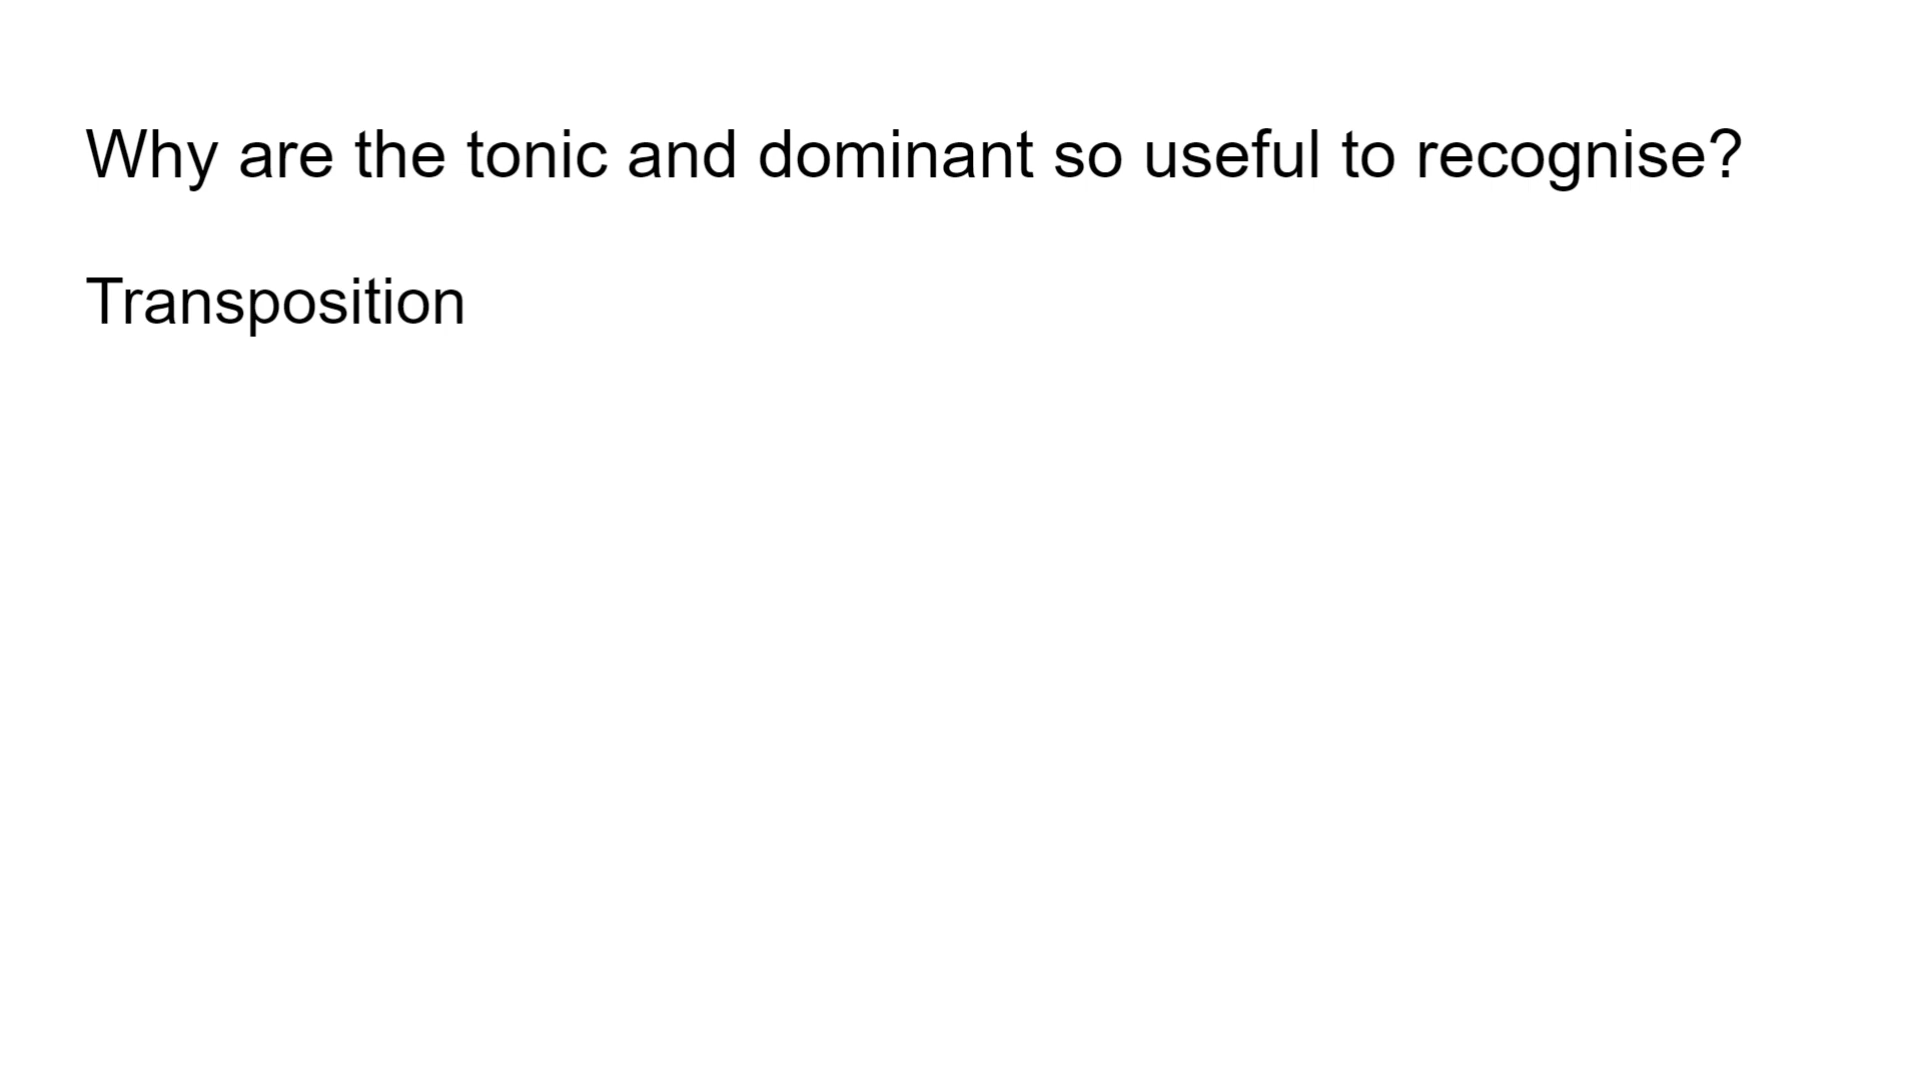 Why are the tonic and dominant so useful to recognise?
Transposition